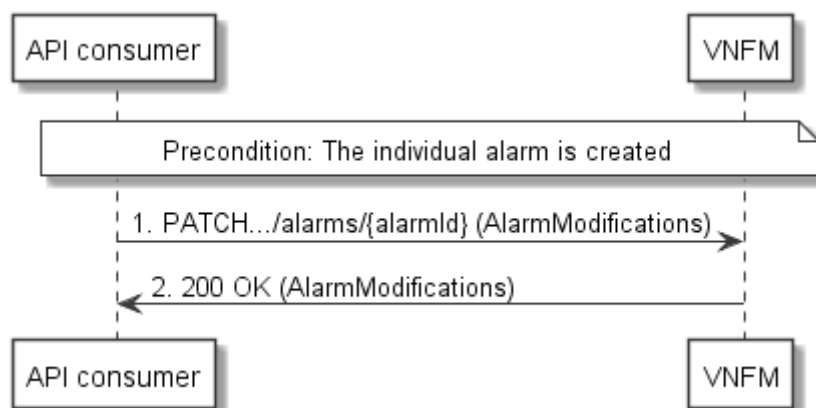 API consumer
VNFM
Precondition: The individual alarm is created
1. PATCH.../alarms/{alarmId} (AlarmModifications)
2. 200 OK (AlarmModifications)
API consumer
VNFM